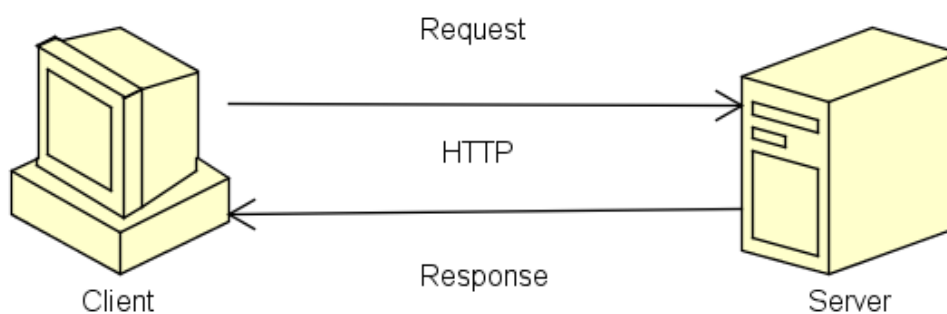 Request
HTTP
Response
Client
Server